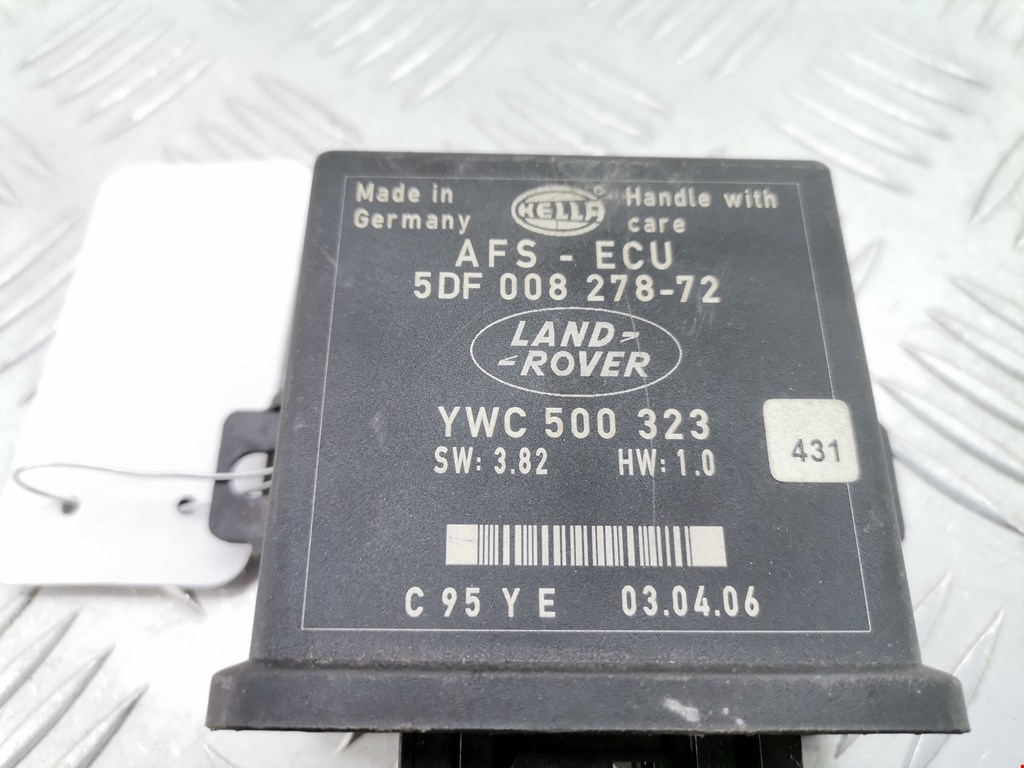 Made in
Germany
HELLA
Handle with
care
AFS - ECU
5DF 008 278-72
LAND-
-ROVER
YWC 500 323
SW: 3.82 HW: 1.0
431
C 95 Y E 03.04.06